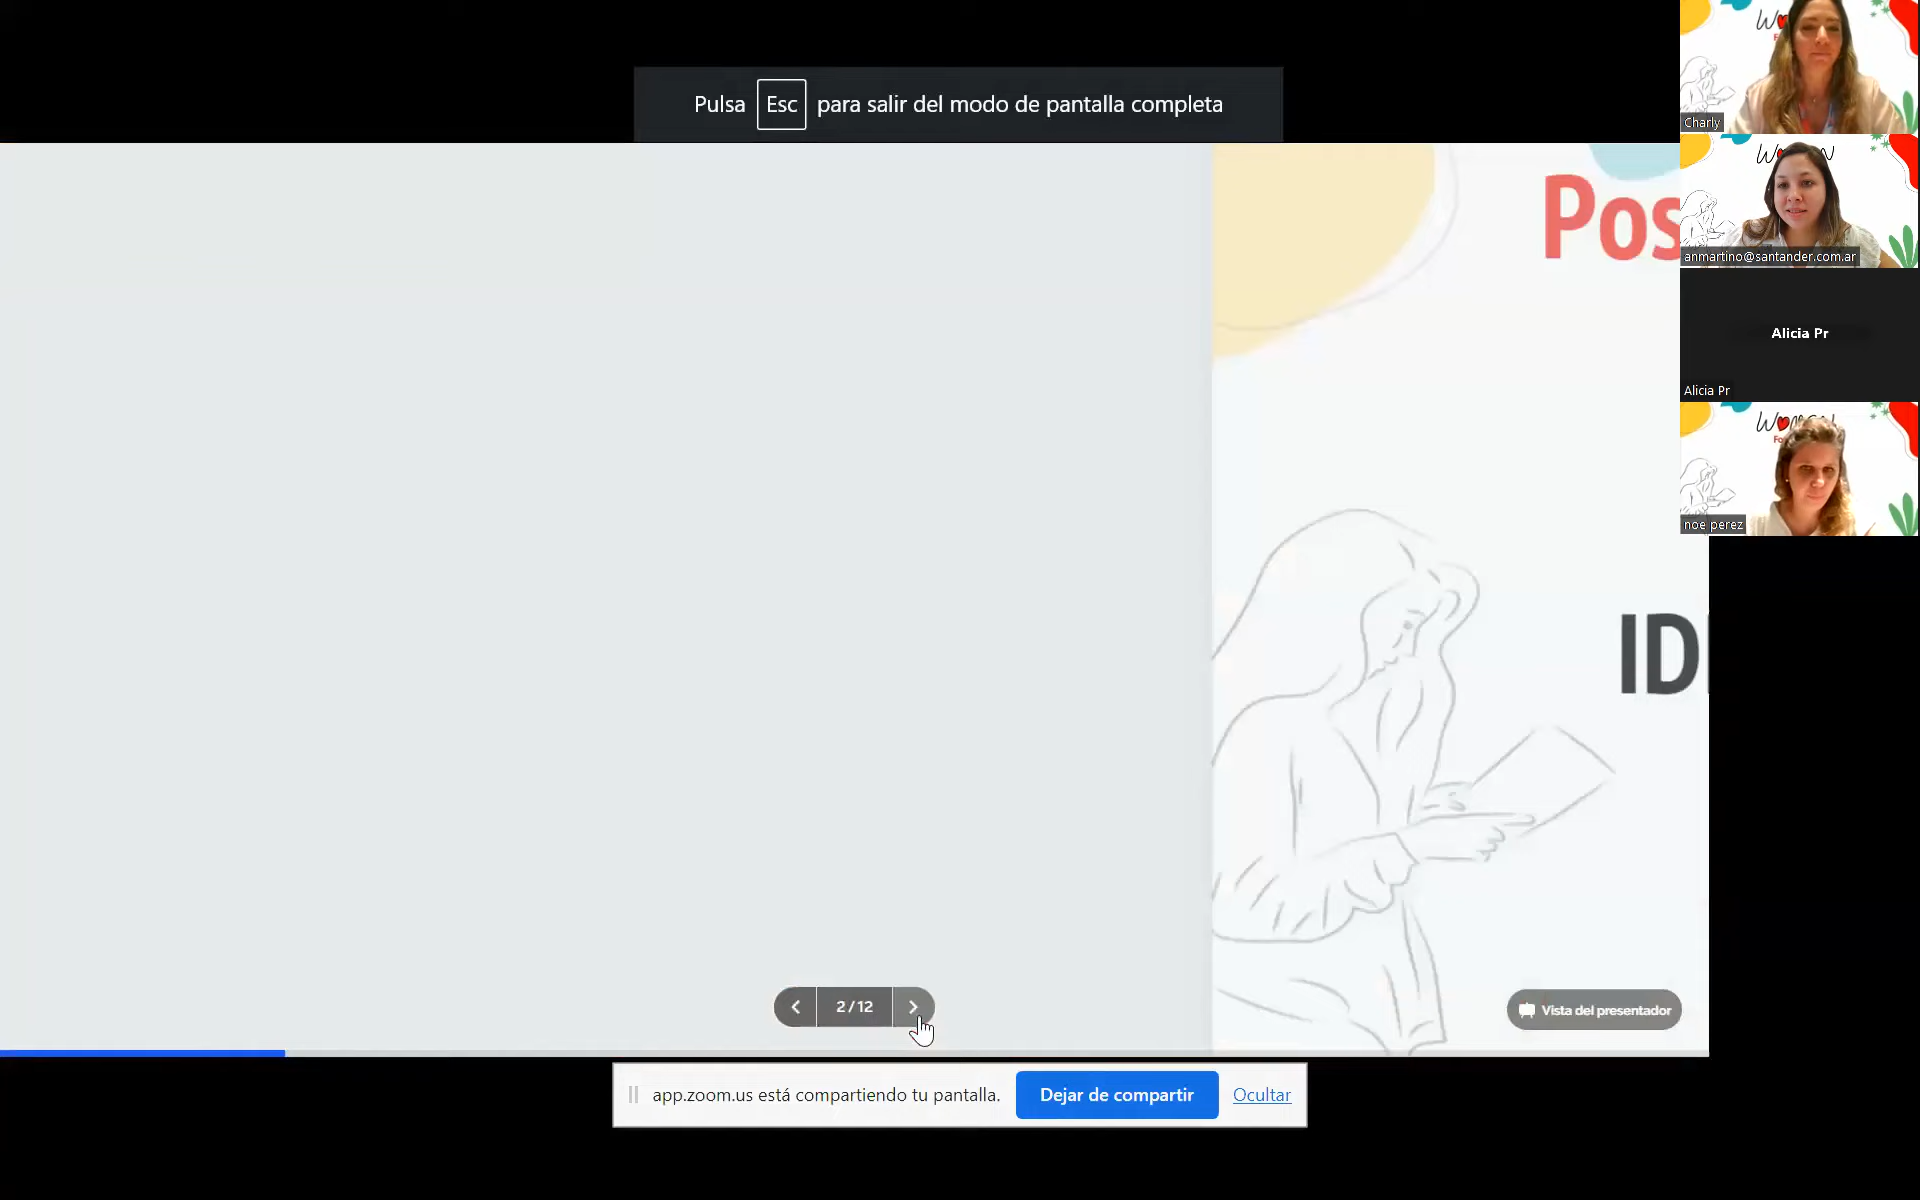 Pulsa Esc para salir del modo de pantalla completa
Charly
anmartino@santander.com.ar
Alicia Pr
Alicia Pr
noe perez
Pos
ID
2 / 12
Vista del presentador
app.zoom.us está compartiendo tu pantalla.
Dejar de compartir
Ocultar